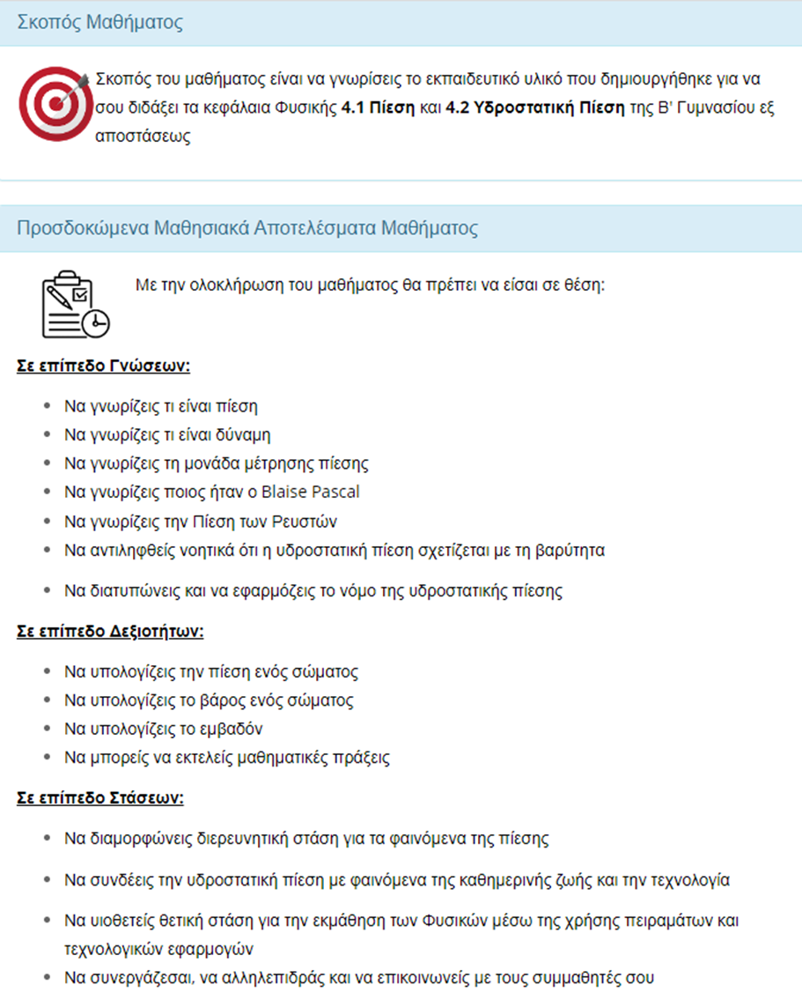 Σκοπός Μαθήματος
Σκοπός του μαθήματος είναι να γνωρίσεις το εκπαιδευτικό υλικό που δημιουργήθηκε για να
σου διδάξει τα κεφάλαια Φυσικής 4.1 Πίεση και 4.2 Υδροστατική Πίεση της Β' Γυμνασίου εξ
αποστάσεως
Προσδοκώμενα Μαθησιακά Αποτελέσματα Μαθήματος
Με την ολοκλήρωση του μαθήματος θα πρέπει να είσαι σε θέση:
Σε επίπεδο Γνώσεων:
• Να γνωρίζεις τι είναι πίεση
• Να γνωρίζεις τι είναι δύναμη
• Να γνωρίζεις τη μονάδα μέτρησης πίεσης
• Να γνωρίζεις ποιος ήταν ο Blaise Pascal
• Να γνωρίζεις την Πίεση των Ρευστών
• Να αντιληφθείς νοητικά ότι η υδροστατική πίεση σχετίζεται με τη βαρύτητα
• Να διατυπώνεις και να εφαρμόζεις το νόμο της υδροστατικής πίεσης
Σε επίπεδο Δεξιοτήτων:
• Να υπολογίζεις την πίεση ενός σώματος
• Να υπολογίζεις το βάρος ενός σώματος
• Να υπολογίζεις το εμβαδόν
• Να μπορείς να εκτελείς μαθηματικές πράξεις
Σε επίπεδο Στάσεων:
• Να διαμορφώνεις διερευνητική στάση για τα φαινόμενα της πίεσης
• Να συνδέεις την υδροστατική πίεση με φαινόμενα της καθημερινής ζωής και την τεχνολογία
• Να υιοθετείς θετική στάση για την εκμάθηση των Φυσικών μέσω της χρήσης πειραμάτων και
τεχνολογικών εφαρμογών
• Να συνεργάζεσαι, να αλληλεπιδράς και να επικοινωνείς με τους συμμαθητές σου